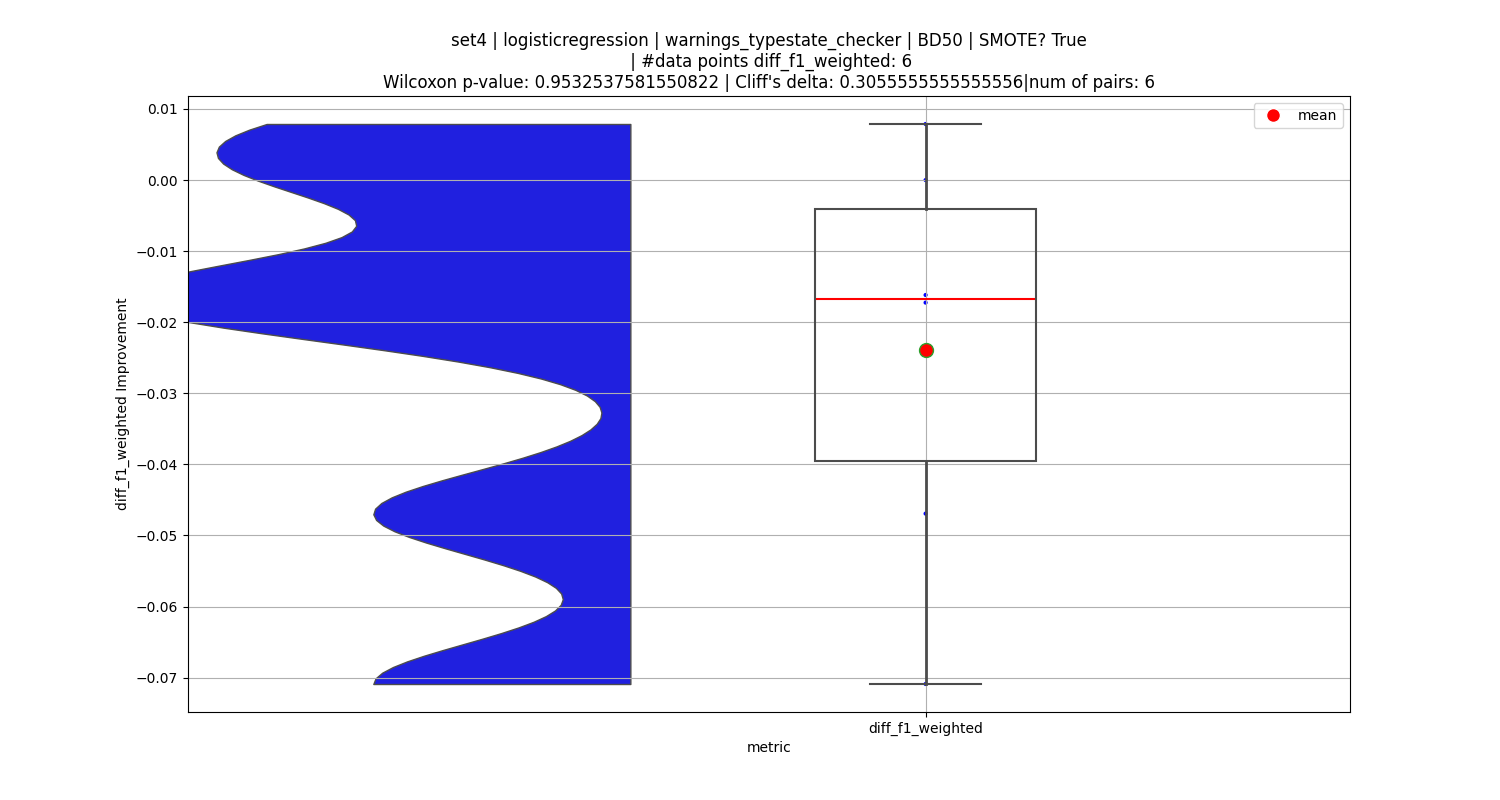 set4 | logisticregression | warnings_typestate_checker | BD50 | SMOTE? True
| #data points diff_f1_weighted: 6
Wilcoxon p-value: 0.9532537581550822 | Cliff's delta: 0.3055555555555556|num of pairs: 6
mean
0.01
0.00
−0.01
−0.02
−0.03
−0.04
−0.05
−0.06
−0.07
diff_f1_weighted Improvement
diff_f1_weighted
metric